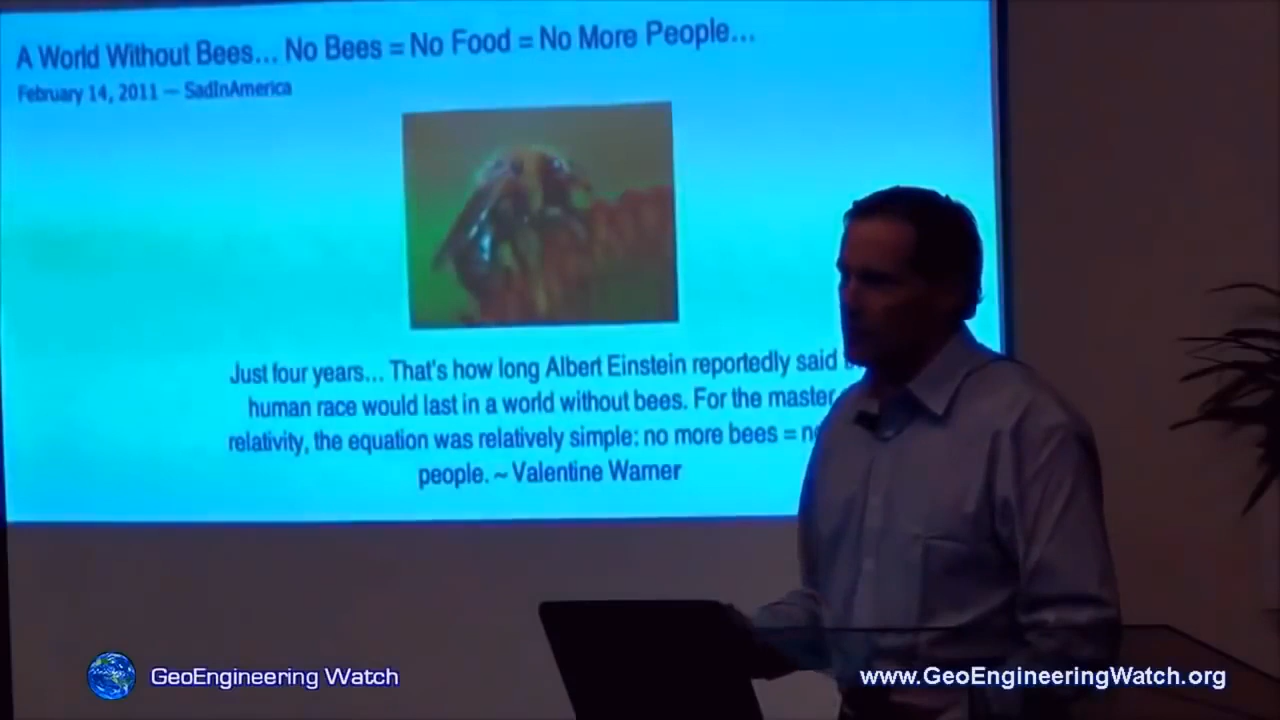 A World Without Bees... No Bees = No Food = No More People...
February 14, 2011 — SadInAmerica
Just four years... That's how long Albert Einstein reportedly said
human race would last in a world without bees. For the master
relativity, the equation was relatively simple: no more bees =
people. ~ Valentine Warner
GeoEngineering Watch
www.GeoEngineeringWatch.org